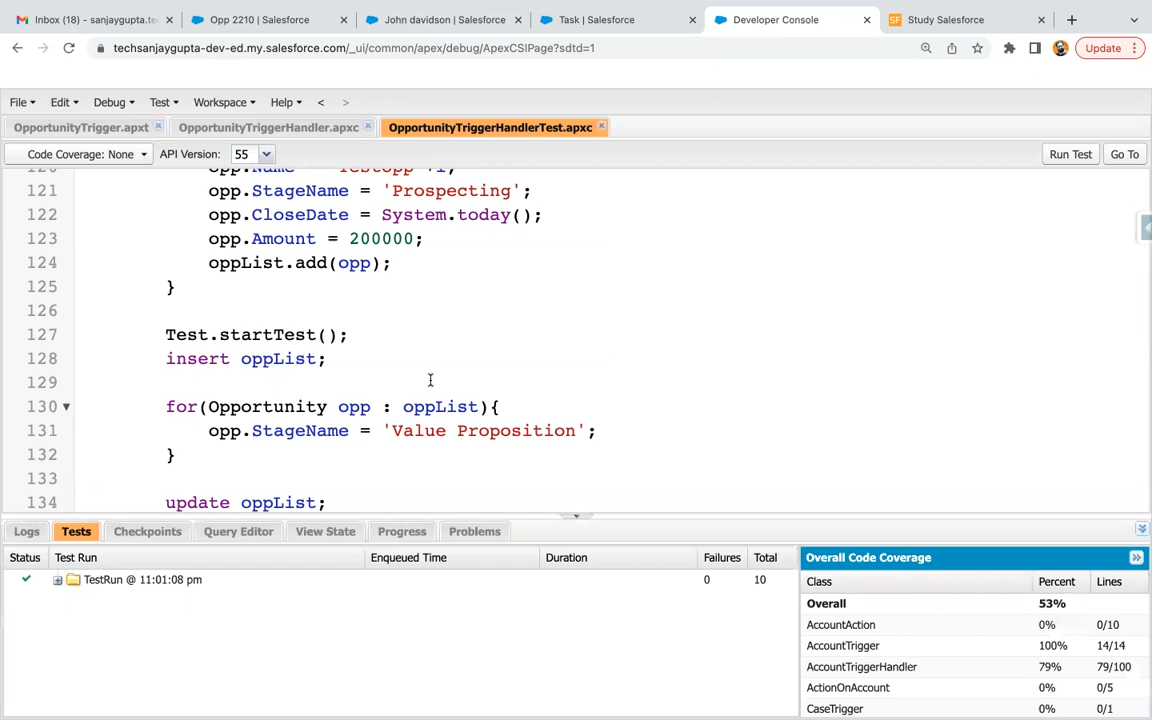 Inbox (18) - sanjaygupta.te
Opp 2210 | Salesforce
John davidson | Salesforce
Task | Salesforce
Developer Console
SF Study Salesforce
techsanjaygupta-dev-ed.my.salesforce.com/_ui/common/apex/debug/ApexCSIPage?sdtd=1
Update
File Edit Debug Test Workspace Help < >
OpportunityTrigger.apxt
OpportunityTriggerHandler.apxc
OpportunityTriggerHandlerTest.apxc
Code Coverage: None API Version: 55 Run Test Go To
121 opp.StageName = 'Prospecting';
122 opp.CloseDate = System.today();
123 opp.Amount = 200000;
124 oppList.add(opp);
125 }
126
127 Test.startTest();
128 insert oppList;
129
130 for(Opportunity opp : oppList){
131 opp.StageName = 'Value Proposition';
132 }
133
134 update oppList;
Logs Tests Checkpoints Query Editor View State Progress Problems
Status Test Run Enqueued Time Duration Failures Total
TestRun @ 11:01:08 pm 0 10
Overall Code Coverage
Class Percent Lines
Overall 53%
AccountAction 0% 0/10
AccountTrigger 100% 14/14
AccountTriggerHandler 79% 79/100
ActionOnAccount 0% 0/5
CaseTrigger 0% 0/1